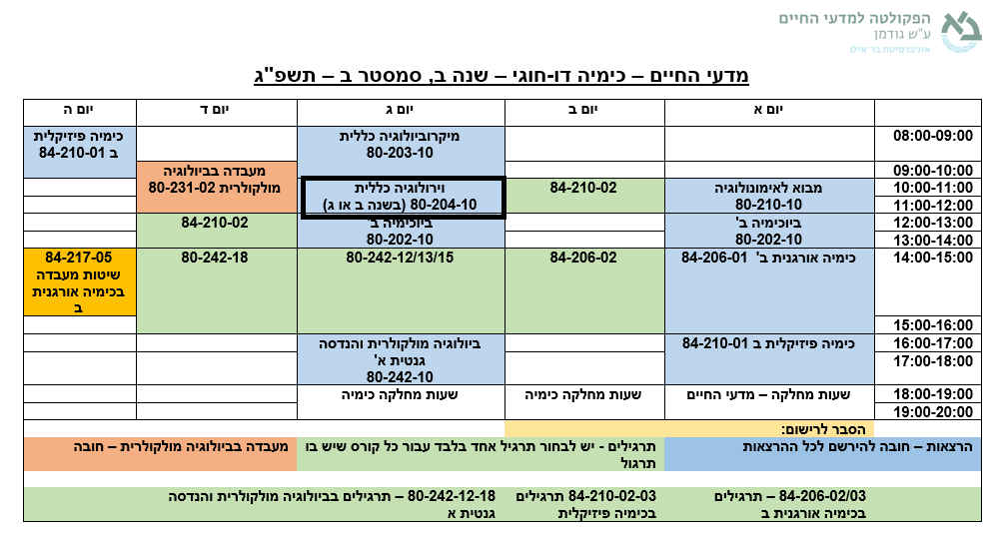 הפקולטה למדעי החיים
ע"ש גודמן
אוניברסיטת בר-אילן
מדעי החיים – כימיה דו-חוגי – שנה ב, סמסטר ב – תשפ"ג
יום א
יום ב
יום ג
יום ד
יום ה
08:00-09:00
מיקרוביולוגיה כללית
80-203-10
כימיה פיזיקלית
ב 84-210-01
09:00-10:00
מעבדה בביולוגיה
מולקולרית 80-231-02
10:00-11:00
מבוא לאימונולוגיה
80-210-10
84-210-02
וירולוגיה כללית
80-204-10 (בשנה ב או ג)
11:00-12:00
12:00-13:00
ביוכימיה ב'
80-202-10
ביוכימיה ב'
80-202-10
84-210-02
13:00-14:00
14:00-15:00
כימיה אורגנית ב' 84-206-01
84-206-02
80-242-12/13/15
80-242-18
84-217-05
שיטות מעבדה
בכימיה אורגנית
ב
15:00-16:00
16:00-17:00
כימיה פיזיקלית ב 84-210-01
ביולוגיה מולקולרית והנדסה
גנטית א'
80-242-10
17:00-18:00
18:00-19:00
שעות מחלקה – מדעי החיים
שעות מחלקה כימיה
שעות מחלקה כימיה
19:00-20:00
הסבר לרישום:
הרצאות – חובה להירשם לכל ההרצאות
תרגילים - יש לבחור תרגיל אחד בלבד עבור כל קורס שיש בו
תרגול
מעבדה בביולוגיה מולקולרית – חובה
84-206-02/03 – תרגילים
בכימיה אורגנית ב
84-210-02-03 תרגילים
בכימיה פיזיקלית
80-242-12-18 – תרגילים בביולוגיה מולקולרית והנדסה
גנטית א